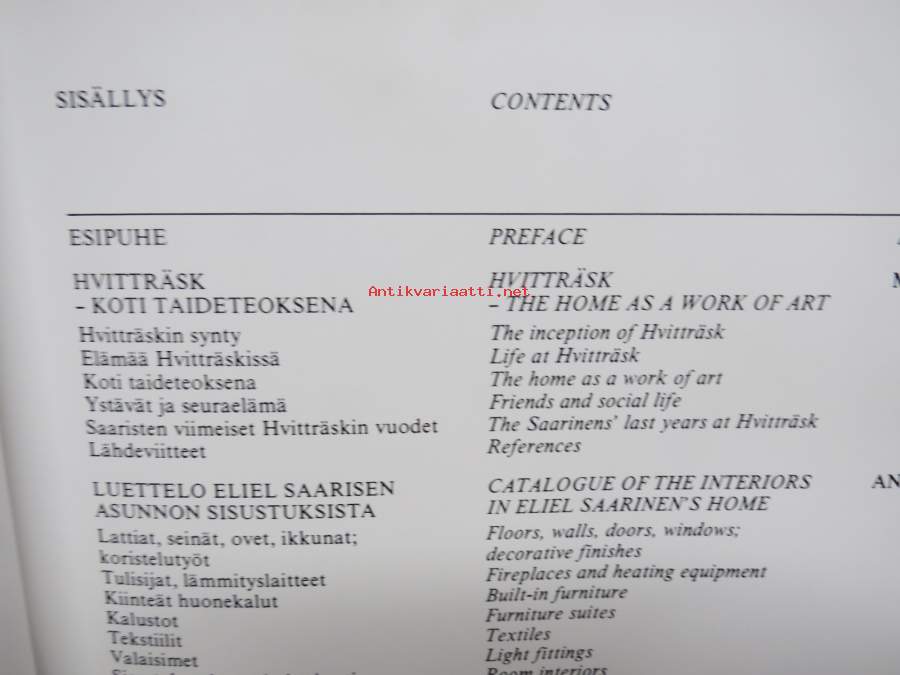 SISÄLLYS
ESIPUHE
HVITTRÄSK
– KOTI TAIDETEOKSENA
Hvitträskin synty
Elämää Hvitträskissä
Koti taideteoksena
Ystävät ja seuraelämä
Saaristen viimeiset Hvitträskin vuodet
Lähdeviitteet
LUETTELO ELIEL SAARISEN
ASUNNON SISUSTUKSISTA
Lattiat, seinät, ovet, ikkunat;
koristelutyöt
Tulisijat, lämmityslaitteet
Kiinteät huonekalut
Kalustot
Tekstiilit
Valaisimet
CONTENTS
PREFACE
HVITTRÄSK
– THE HOME AS A WORK OF ART
The inception of Hvitträsk
Life at Hvitträsk
The home as a work of art
Friends and social life
The Saarinens' last years at Hvitträsk
References
CATALOGUE OF THE INTERIORS
IN ELIEL SAARINEN'S HOME
Floors, walls, doors, windows;
decorative finishes
Fireplaces and heating equipment
Built-in furniture
Furniture suites
Textiles
Light fittings
Room interiors
AN
Antikvariaatti.net